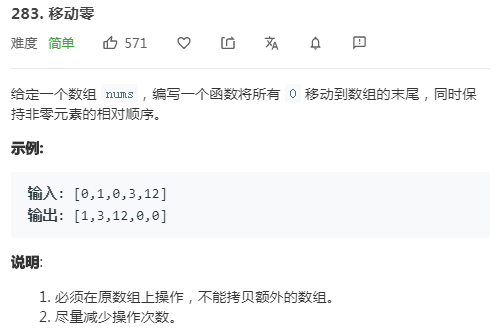 283. 移动零
难度 简单 571
给定一个数组 nums，编写一个函数将所有 0 移动到数组的末尾，同时保
持非零元素的相对顺序。
示例:
输入: [0,1,0,3,12]
输出: [1,3,12,0,0]
说明:
1. 必须在原数组上操作，不能拷贝额外的数组。
2. 尽量减少操作次数。